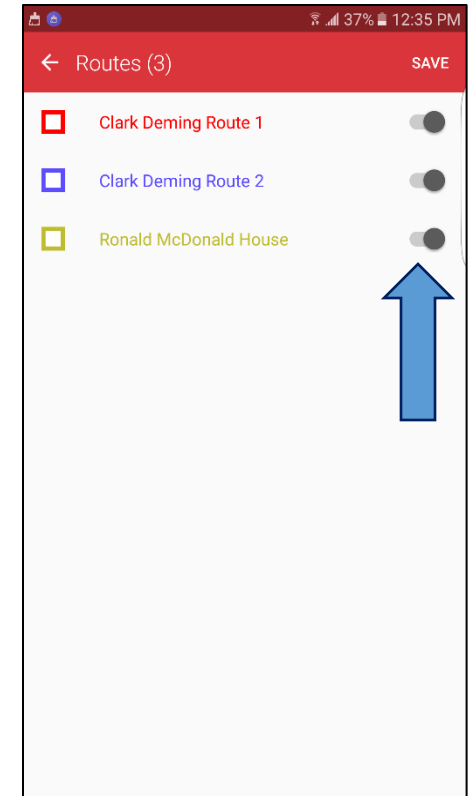 37% 12:35 PM
Routes (3) SAVE
Clark Deming Route 1
Clark Deming Route 2
Ronald McDonald House